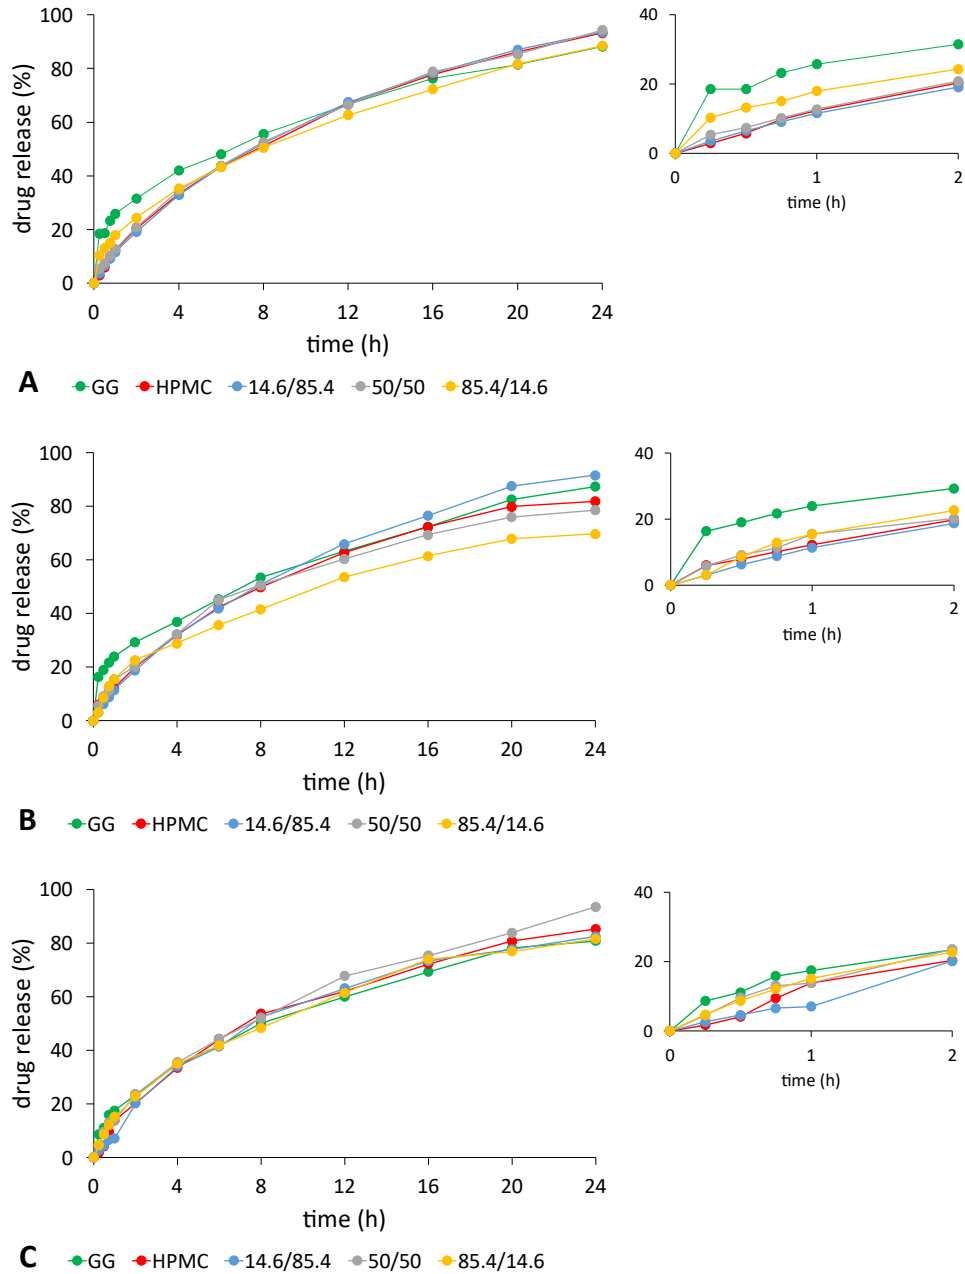 100
80
60
40
20
0
drug release (%)
0 4 8 12 16 20 24
time (h)
40
20
0
0 1 2
time (h)
A GG HPMC 14.6/85.4 50/50 85.4/14.6
100
80
60
40
20
0
drug release (%)
0 4 8 12 16 20 24
time (h)
40
20
0
0 1 2
time (h)
B GG HPMC 14.6/85.4 50/50 85.4/14.6
100
80
60
40
20
0
drug release (%)
0 4 8 12 16 20 24
time (h)
40
20
0
0 1 2
time (h)
C GG HPMC 14.6/85.4 50/50 85.4/14.6